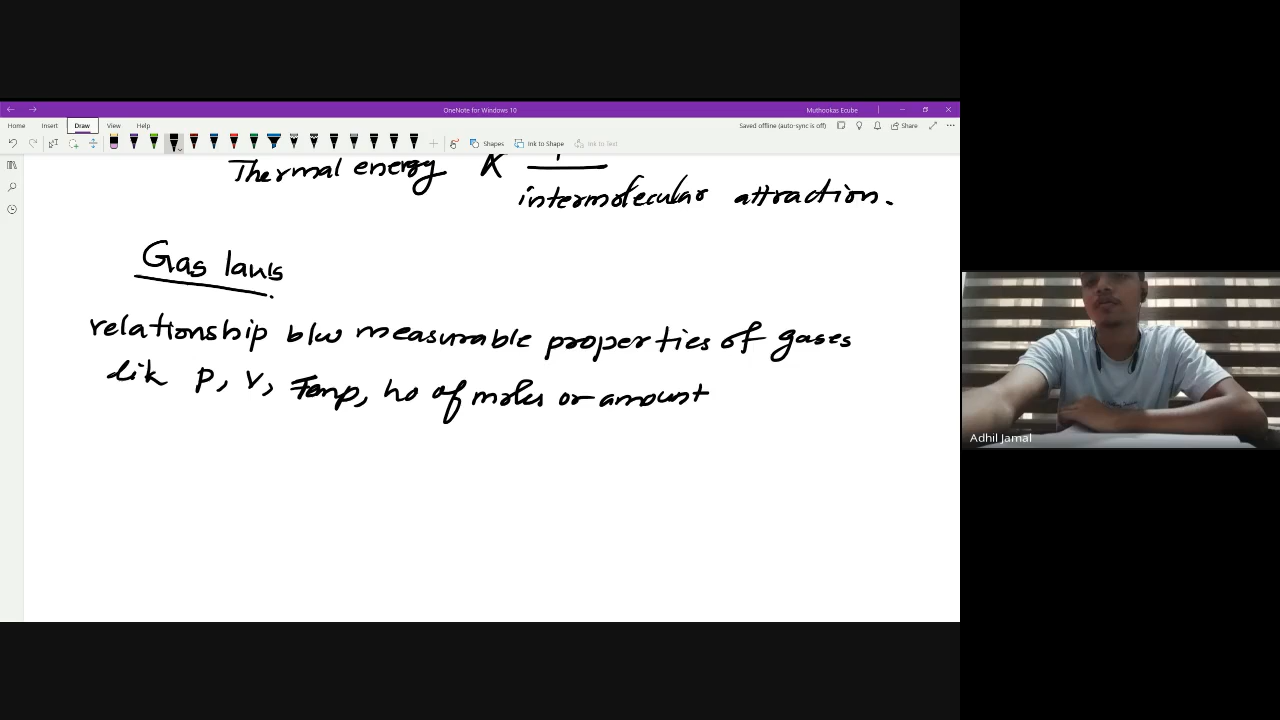 OneNote for Windows 10
Muthookas Ecube
Home Insert Draw View Help
Saved offline (auto-sync is off)
Share
Shapes
Ink to Shape
Ink to Text
Thermal energy ∝ 1
intermolecular attraction.
Gas laws
relationship b/w measurable properties of gases
lik P, V, Temp, no of moles or amount
Adhil Jamal